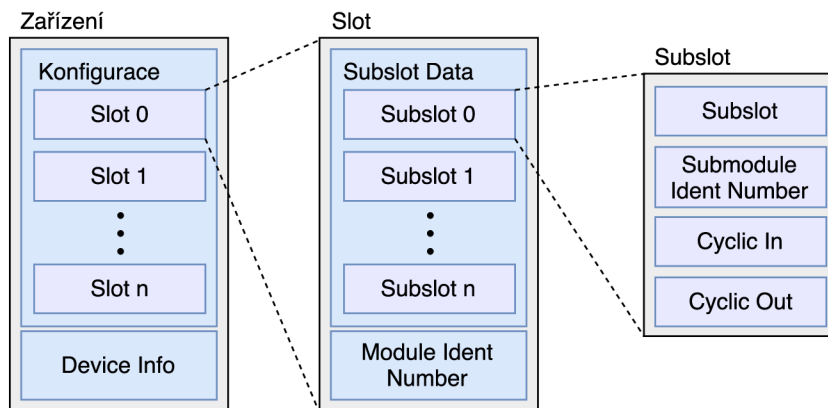 Zařízení
Konfigurace
Slot 0
Slot 1
Slot n
Device Info
Slot
Subslot Data
Subslot 0
Subslot 1
Subslot n
Module Ident
Number
Subslot
Subslot
Submodule
Ident Number
Cyclic In
Cyclic Out